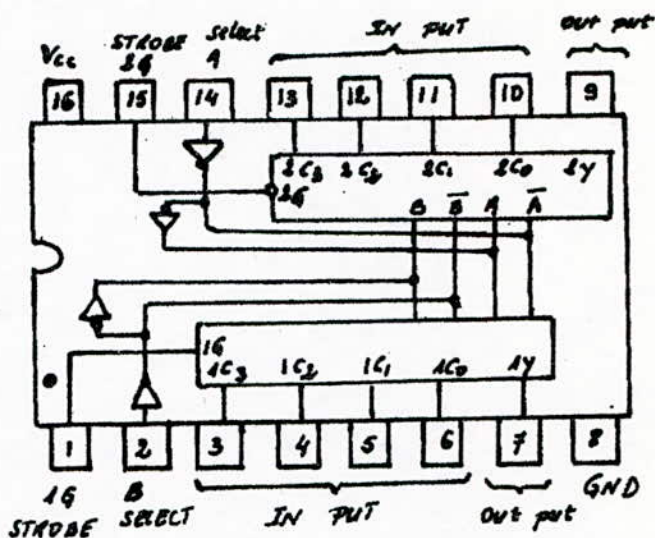 IN PUT
Out put
Vcc
STROBE
2G
Select
A
16 15 14 13 12 11 10 9
2C3 2C2 2C1 2C0 2Y
2G
B B̅ A A̅
1G
1C3 1C2 1C1 1C0 1Y
1 2 3 4 5 6 7 8
1G
STROBE
B
SELECT
IN PUT
Out put
GND